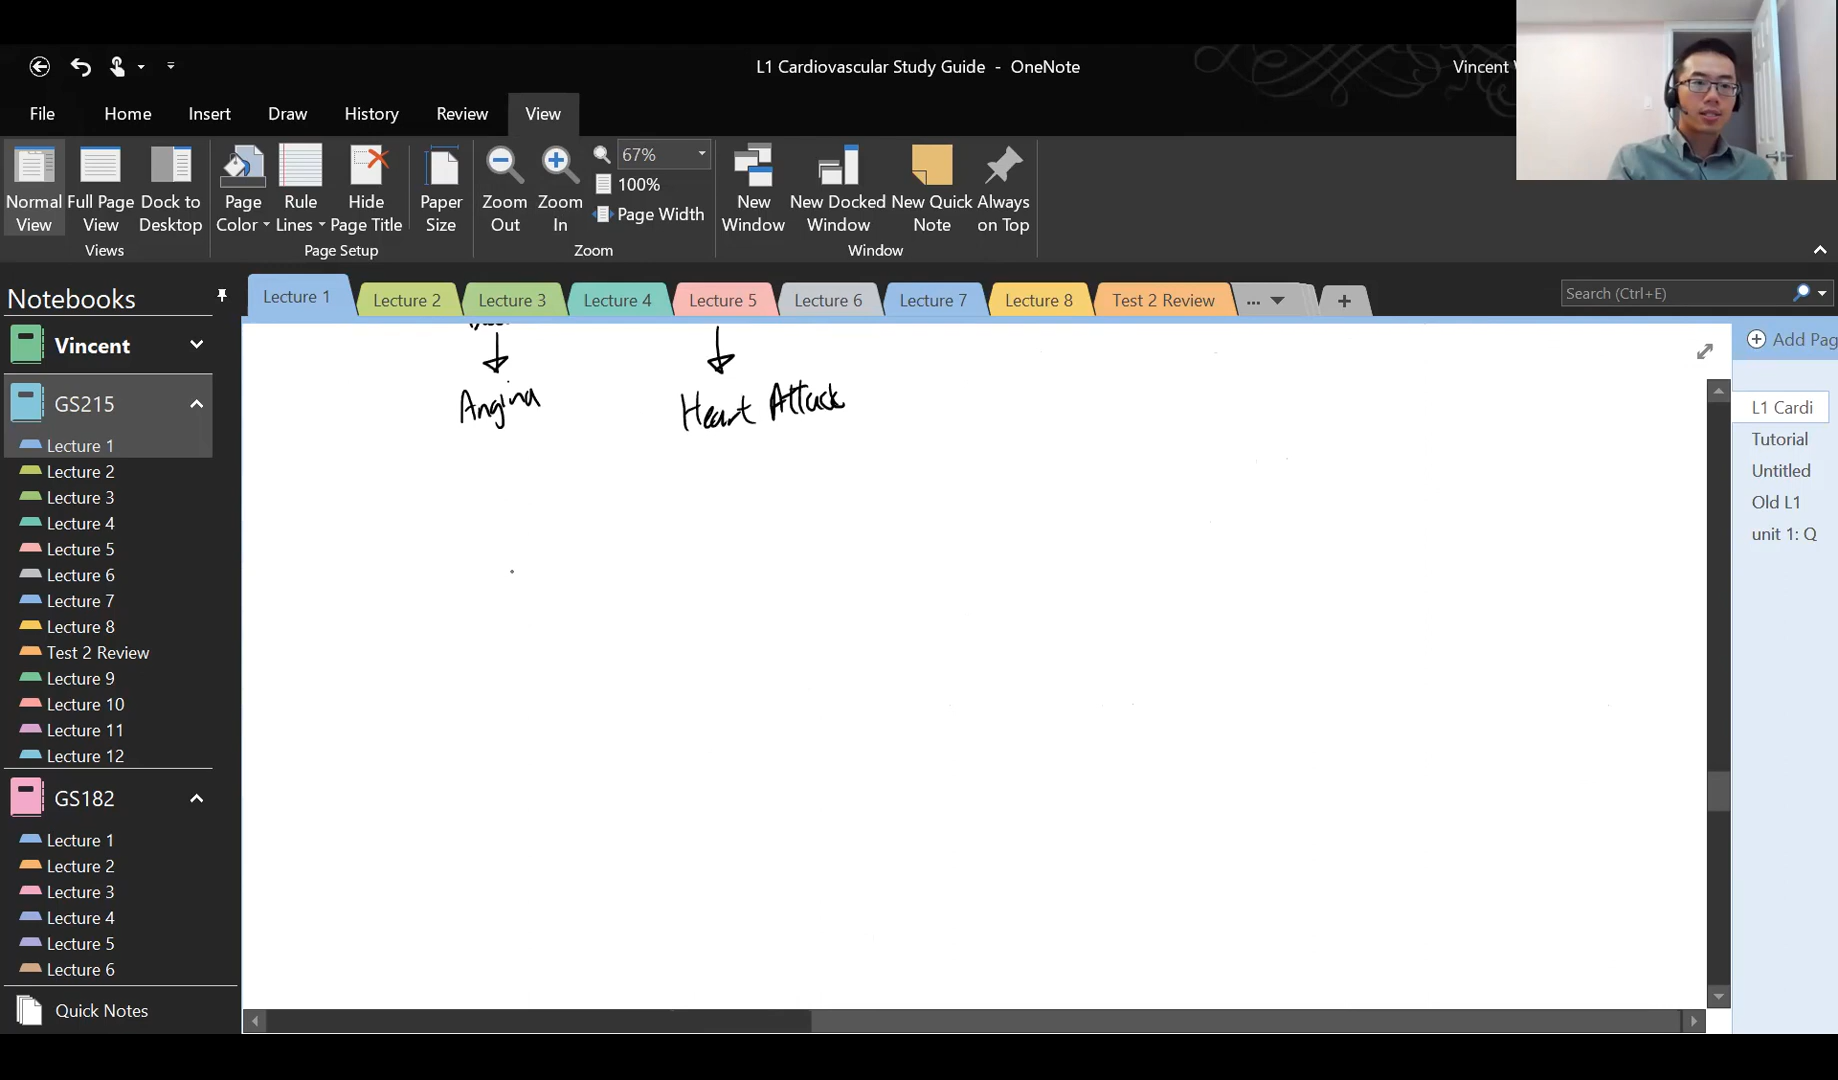 L1 Cardiovascular Study Guide - OneNote
Vincent
File Home Insert Draw History Review View
Normal View
Full Page View
Dock to Desktop
Views
Page Color
Rule Lines
Hide Page Title
Paper Size
Page Setup
Zoom Out
Zoom In
67%
100%
Page Width
Zoom
New Window
New Docked Window
New Quick Note
Always on Top
Window
Notebooks
Lecture 1 Lecture 2 Lecture 3 Lecture 4 Lecture 5 Lecture 6 Lecture 7 Lecture 8 Test 2 Review ... +
Search (Ctrl+E)
Vincent
GS215
Lecture 1
Lecture 2
Lecture 3
Lecture 4
Lecture 5
Lecture 6
Lecture 7
Lecture 8
Test 2 Review
Lecture 9
Lecture 10
Lecture 11
Lecture 12
GS182
Lecture 1
Lecture 2
Lecture 3
Lecture 4
Lecture 5
Lecture 6
Quick Notes
Angina
Heart Attack
Add Pag
L1 Cardi
Tutorial
Untitled
Old L1
unit 1: Q